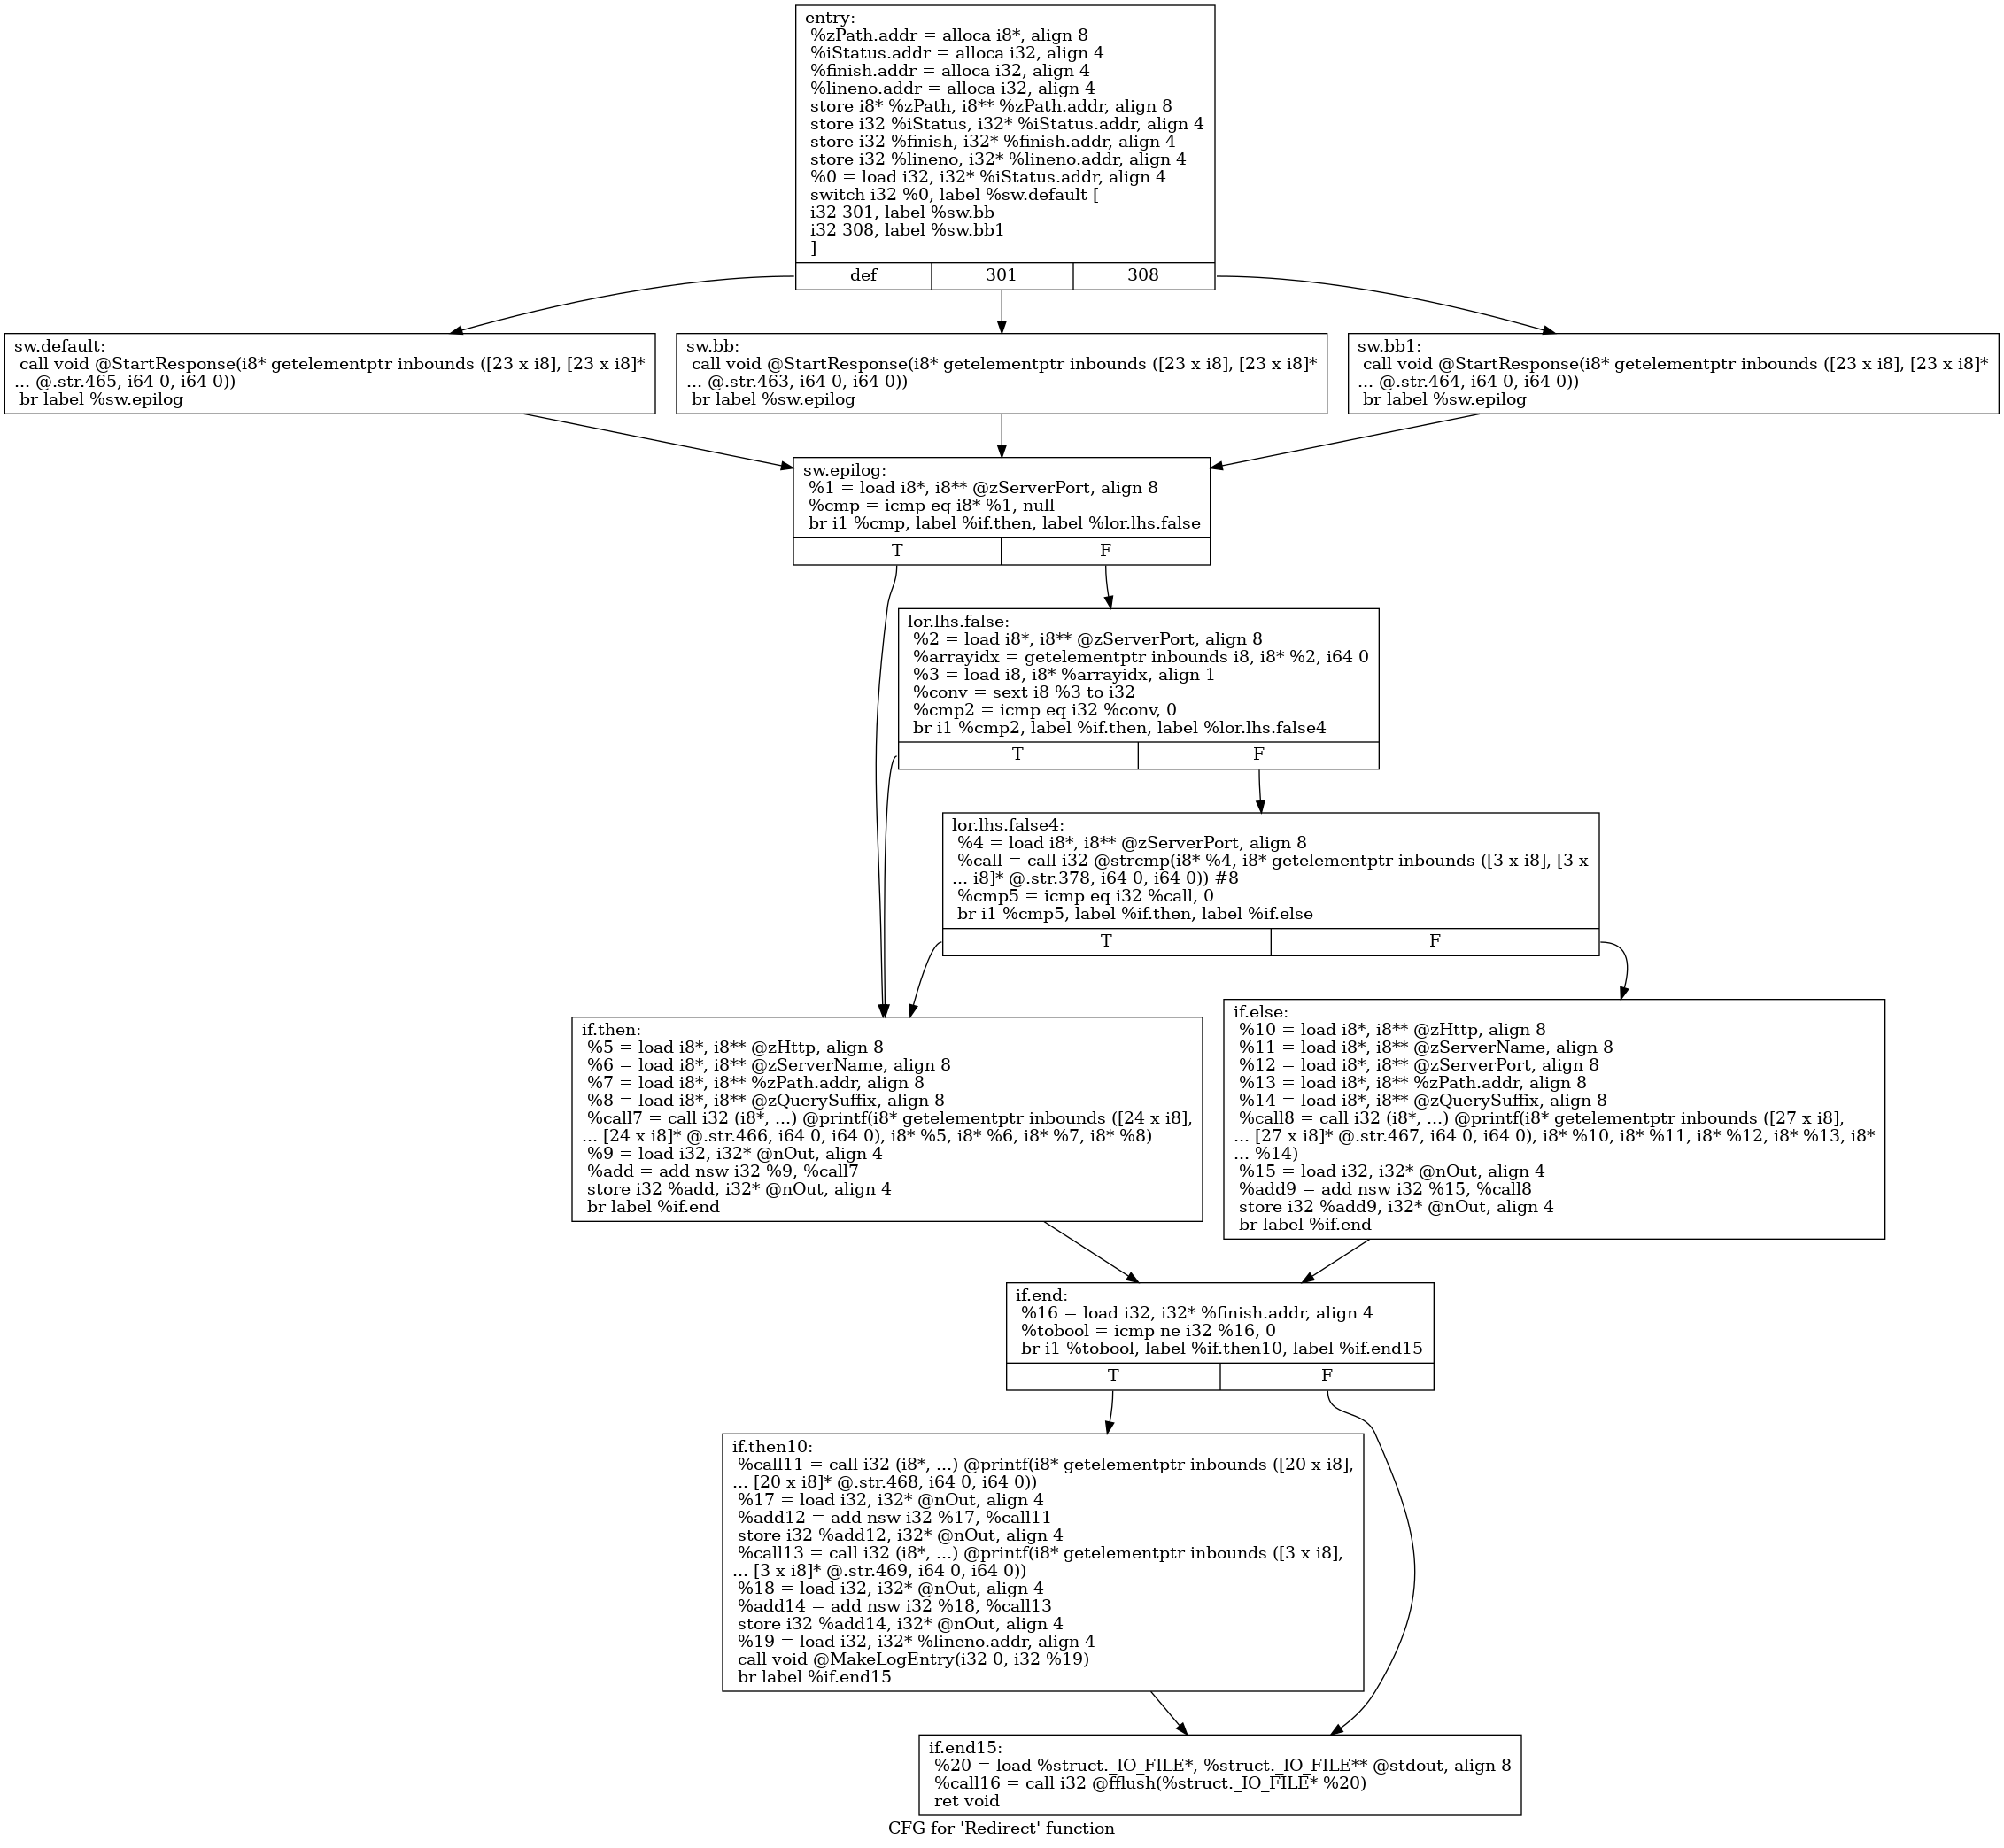 entry:
%zPath.addr = alloca i8*, align 8
%iStatus.addr = alloca i32, align 4
%finish.addr = alloca i32, align 4
%lineno.addr = alloca i32, align 4
store i8* %zPath, i8** %zPath.addr, align 8
store i32 %iStatus, i32* %iStatus.addr, align 4
store i32 %finish, i32* %finish.addr, align 4
store i32 %lineno, i32* %lineno.addr, align 4
%0 = load i32, i32* %iStatus.addr, align 4
switch i32 %0, label %sw.default [
i32 301, label %sw.bb
i32 308, label %sw.bb1
]
def 301 308
sw.default:
call void @StartResponse(i8* getelementptr inbounds ([23 x i8], [23 x i8]*
... @.str.465, i64 0, i64 0))
br label %sw.epilog
sw.bb:
call void @StartResponse(i8* getelementptr inbounds ([23 x i8], [23 x i8]*
... @.str.463, i64 0, i64 0))
br label %sw.epilog
sw.bb1:
call void @StartResponse(i8* getelementptr inbounds ([23 x i8], [23 x i8]*
... @.str.464, i64 0, i64 0))
br label %sw.epilog
sw.epilog:
%1 = load i8*, i8** @zServerPort, align 8
%cmp = icmp eq i8* %1, null
br i1 %cmp, label %if.then, label %lor.lhs.false
T F
lor.lhs.false:
%2 = load i8*, i8** @zServerPort, align 8
%arrayidx = getelementptr inbounds i8, i8* %2, i64 0
%3 = load i8, i8* %arrayidx, align 1
%conv = sext i8 %3 to i32
%cmp2 = icmp eq i32 %conv, 0
br i1 %cmp2, label %if.then, label %lor.lhs.false4
T F
lor.lhs.false4:
%4 = load i8*, i8** @zServerPort, align 8
%call = call i32 @strcmp(i8* %4, i8* getelementptr inbounds ([3 x i8], [3 x
... i8]* @.str.378, i64 0, i64 0)) #8
%cmp5 = icmp eq i32 %call, 0
br i1 %cmp5, label %if.then, label %if.else
T F
if.then:
%5 = load i8*, i8** @zHttp, align 8
%6 = load i8*, i8** @zServerName, align 8
%7 = load i8*, i8** %zPath.addr, align 8
%8 = load i8*, i8** @zQuerySuffix, align 8
%call7 = call i32 (i8*, ...) @printf(i8* getelementptr inbounds ([24 x i8],
... [24 x i8]* @.str.466, i64 0, i64 0), i8* %5, i8* %6, i8* %7, i8* %8)
%9 = load i32, i32* @nOut, align 4
%add = add nsw i32 %9, %call7
store i32 %add, i32* @nOut, align 4
br label %if.end
if.else:
%10 = load i8*, i8** @zHttp, align 8
%11 = load i8*, i8** @zServerName, align 8
%12 = load i8*, i8** @zServerPort, align 8
%13 = load i8*, i8** %zPath.addr, align 8
%14 = load i8*, i8** @zQuerySuffix, align 8
%call8 = call i32 (i8*, ...) @printf(i8* getelementptr inbounds ([27 x i8],
... [27 x i8]* @.str.467, i64 0, i64 0), i8* %10, i8* %11, i8* %12, i8* %13, i8*
... %14)
%15 = load i32, i32* @nOut, align 4
%add9 = add nsw i32 %15, %call8
store i32 %add9, i32* @nOut, align 4
br label %if.end
if.end:
%16 = load i32, i32* %finish.addr, align 4
%tobool = icmp ne i32 %16, 0
br i1 %tobool, label %if.then10, label %if.end15
T F
if.then10:
%call11 = call i32 (i8*, ...) @printf(i8* getelementptr inbounds ([20 x i8],
... [20 x i8]* @.str.468, i64 0, i64 0))
%17 = load i32, i32* @nOut, align 4
%add12 = add nsw i32 %17, %call11
store i32 %add12, i32* @nOut, align 4
%call13 = call i32 (i8*, ...) @printf(i8* getelementptr inbounds ([3 x i8],
... [3 x i8]* @.str.469, i64 0, i64 0))
%18 = load i32, i32* @nOut, align 4
%add14 = add nsw i32 %18, %call13
store i32 %add14, i32* @nOut, align 4
%19 = load i32, i32* %lineno.addr, align 4
call void @MakeLogEntry(i32 0, i32 %19)
br label %if.end15
if.end15:
%20 = load %struct._IO_FILE*, %struct._IO_FILE** @stdout, align 8
%call16 = call i32 @fflush(%struct._IO_FILE* %20)
ret void
CFG for 'Redirect' function